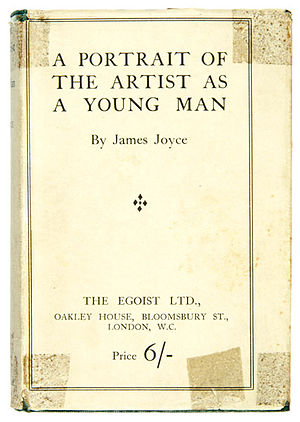 A PORTRAIT OF
THE ARTIST AS
A YOUNG MAN
By James Joyce
THE EGOIST LTD.,
OAKLEY HOUSE, BLOOMSBURY ST.,
LONDON, W.C.
Price 6/-